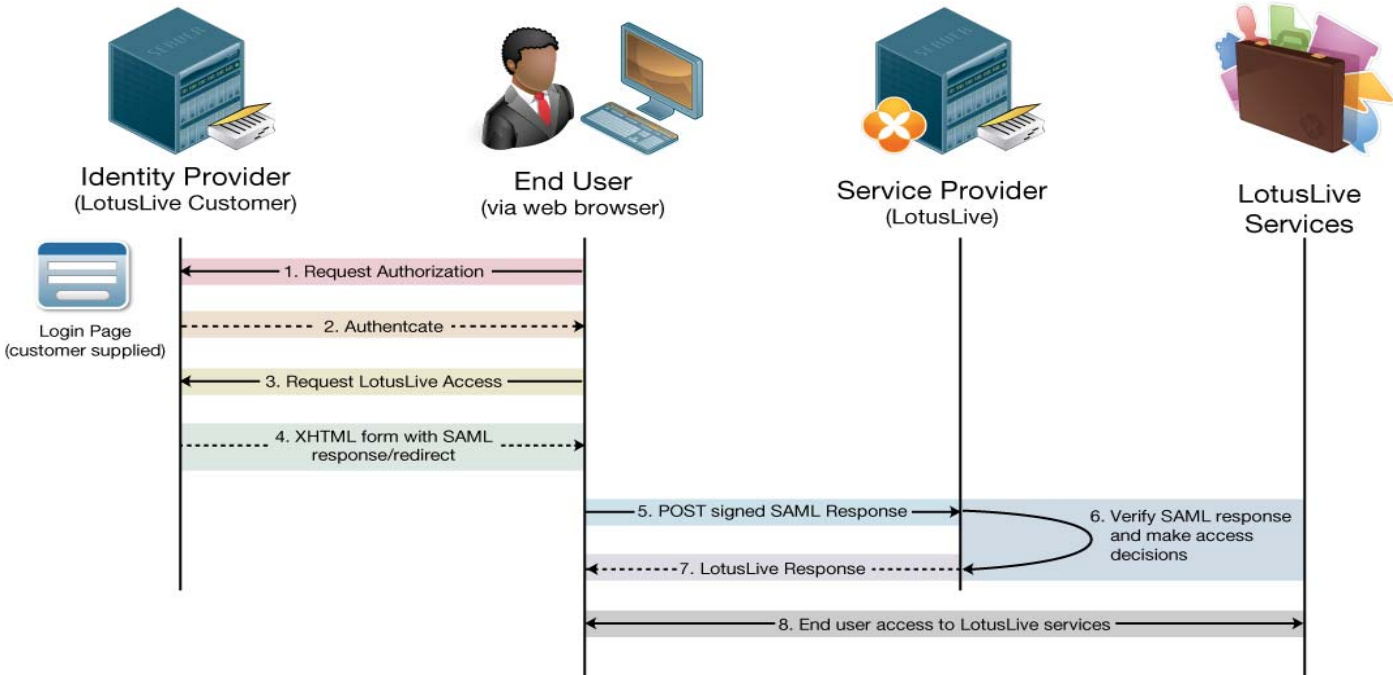 SERVER
SERVER
Identity Provider
(LotusLive Customer)
End User
(via web browser)
Service Provider
(LotusLive)
LotusLive
Services
Login Page
(customer supplied)
1. Request Authorization
2. Authentcate
3. Request LotusLive Access
4. XHTML form with SAML
response/redirect
5. POST signed SAML Response
6. Verify SAML response
and make access
decisions
7. LotusLive Response
8. End user access to LotusLive services